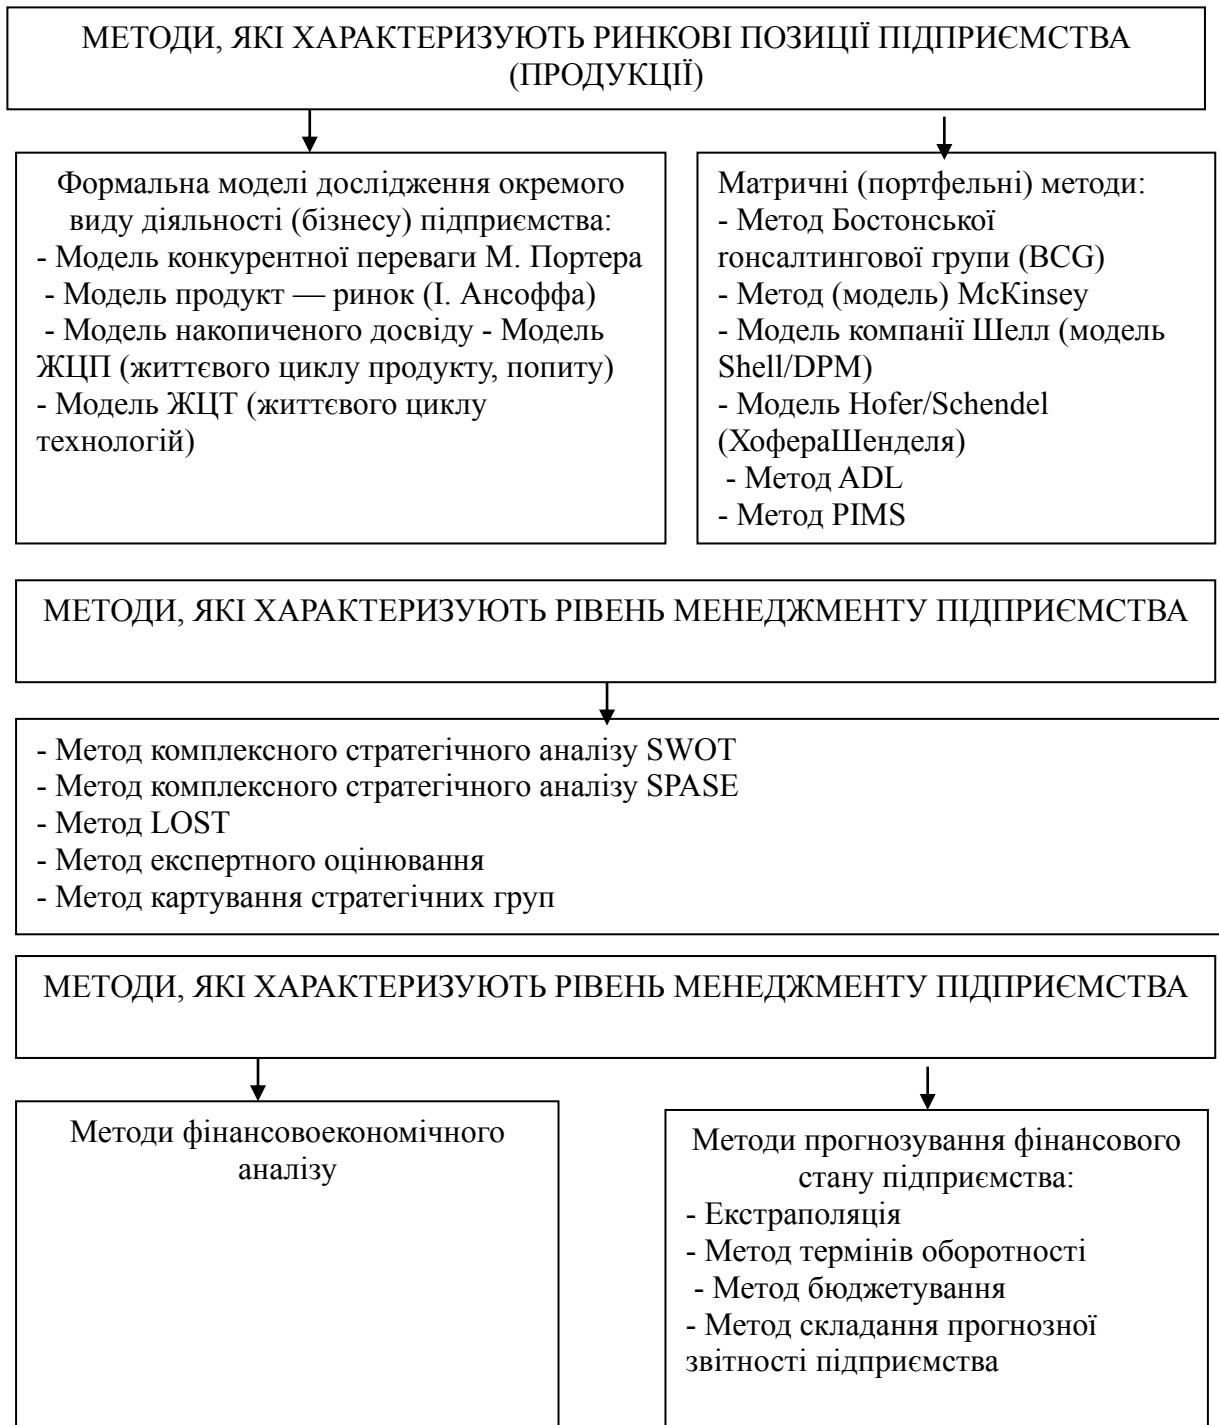 МЕТОДИ, ЯКІ ХАРАКТЕРИЗУЮТЬ РИНКОВІ ПОЗИЦІЇ ПІДПРИЄМСТВА
(ПРОДУКЦІЇ)
Формальна моделі дослідження окремого
виду діяльності (бізнесу) підприємства:
- Модель конкурентної переваги М. Портера
- Модель продукт — ринок (І. Ансоффа)
- Модель накопиченого досвіду - Модель
ЖЦП (життєвого циклу продукту, попиту)
- Модель ЖЦТ (життєвого циклу
технологій)
Матричні (портфельні) методи:
- Метод Бостонської
гонсалтингової групи (BCG)
- Метод (модель) McKinsey
- Модель компанії Шелл (модель
Shell/DPM)
- Модель Hofer/Schendel
(ХофераШенделя)
- Метод ADL
- Метод PIMS
МЕТОДИ, ЯКІ ХАРАКТЕРИЗУЮТЬ РІВЕНЬ МЕНЕДЖМЕНТУ ПІДПРИЄМСТВА
- Метод комплексного стратегічного аналізу SWOT
- Метод комплексного стратегічного аналізу SPASE
- Метод LOST
- Метод експертного оцінювання
- Метод картування стратегічних груп
МЕТОДИ, ЯКІ ХАРАКТЕРИЗУЮТЬ РІВЕНЬ МЕНЕДЖМЕНТУ ПІДПРИЄМСТВА
Методи фінансовоекономічного
аналізу
Методи прогнозування фінансового
стану підприємства:
- Екстраполяція
- Метод термінів оборотності
- Метод бюджетування
- Метод складання прогнозної
звітності підприємства